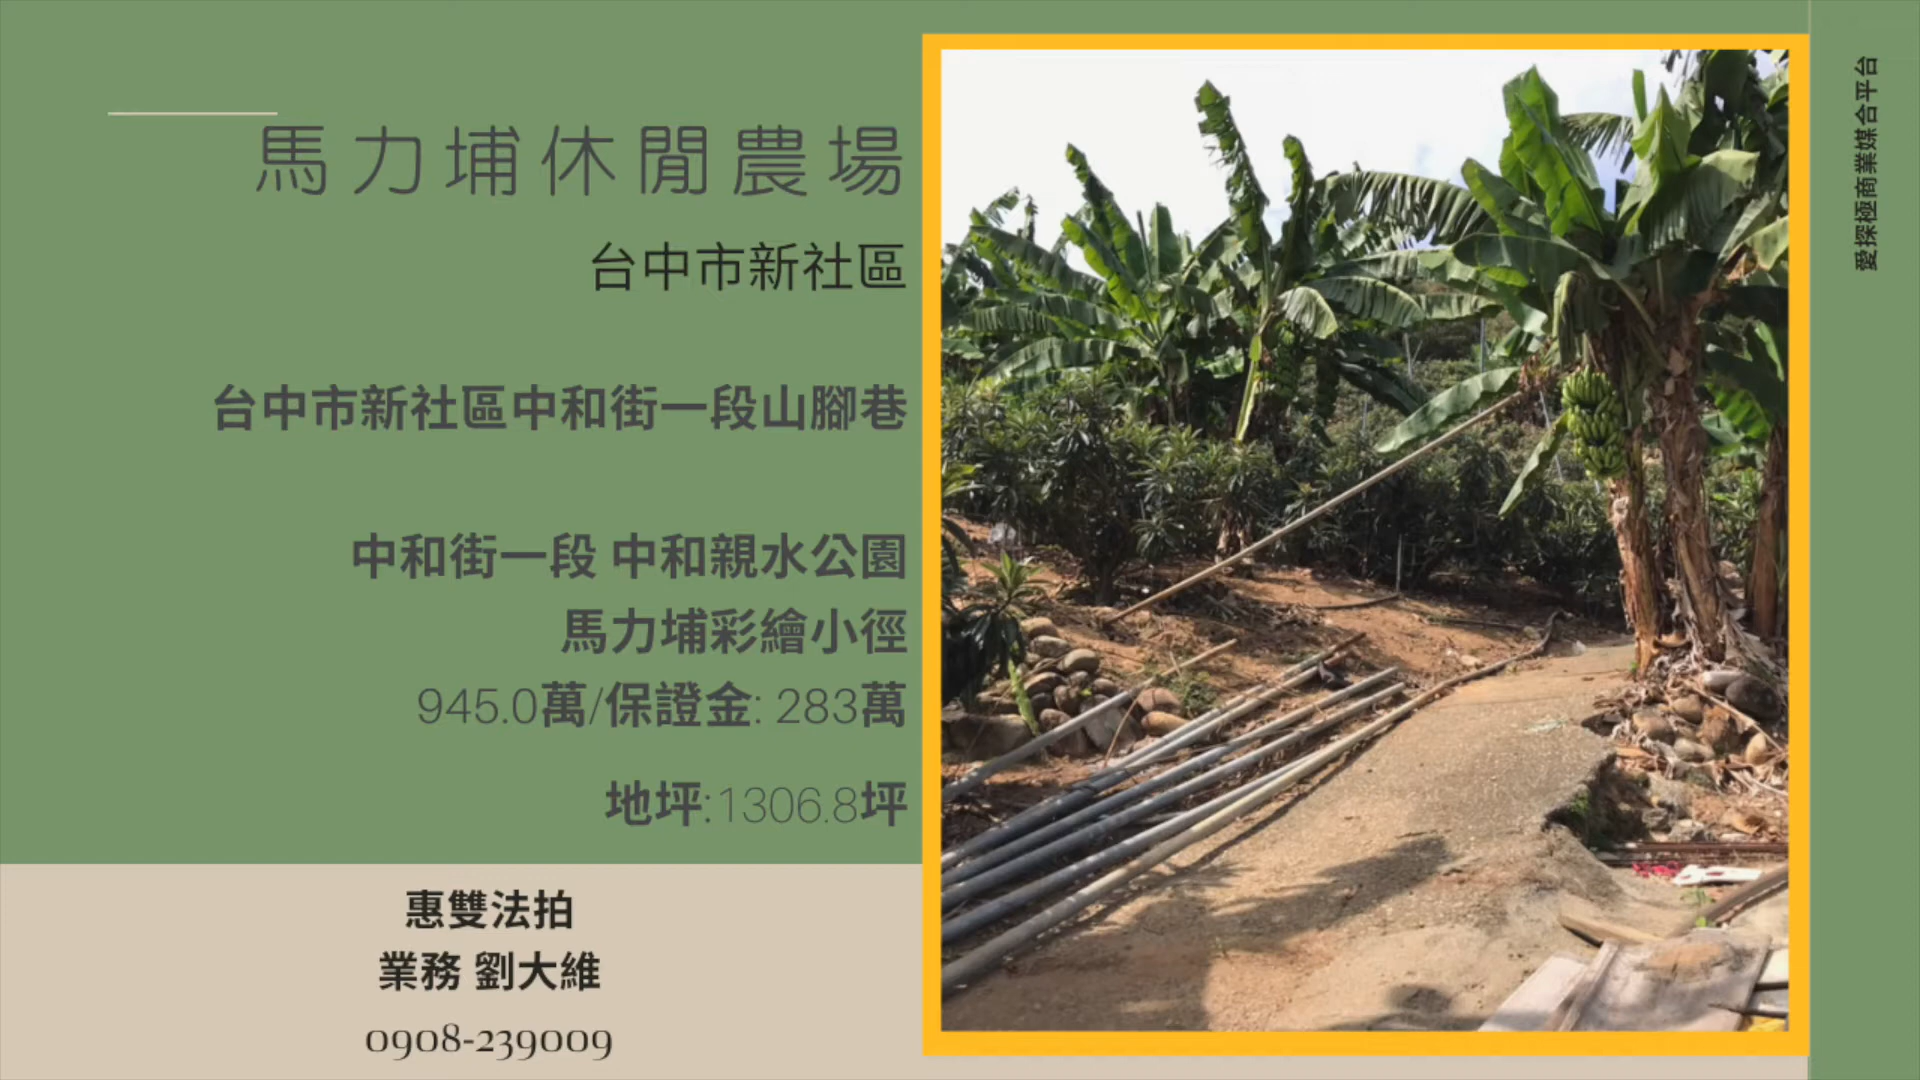 馬力埔休閒農場
台中市新社區
台中市新社區中和街一段山腳巷
中和街一段 中和親水公園
馬力埔彩繪小徑
945.0萬/保證金: 283萬
地坪:1306.8坪
惠雙法拍
業務 劉大維
0908-239009
愛探極商業媒合平台